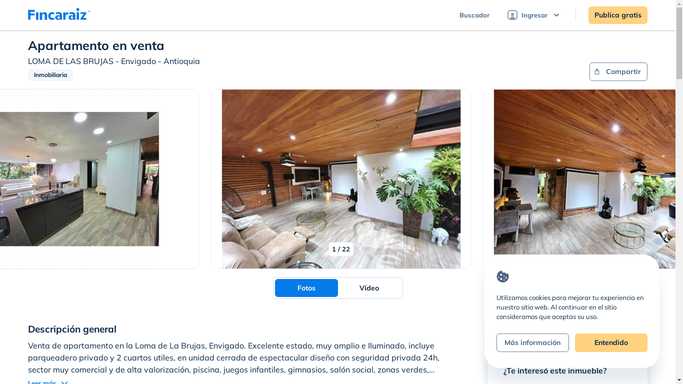 Fincaraiz
Buscador
Ingresar
Publica gratis
Apartamento en venta
LOMA DE LAS BRUJAS - Envigado - Antioquia
Inmobiliaria
Compartir
1 / 22
Fotos
Video
Utilizamos cookies para mejorar tu experiencia en
nuestro sitio web. Al continuar en el sitio
consideramos que aceptas su uso.
Más información
Entendido
Descripción general
Venta de apartamento en la Loma de La Brujas, Envigado. Excelente estado, muy amplio e Iluminado, incluye
parqueadero privado y 2 cuartos utiles, en unidad cerrada de espectacular diseño con seguridad privada 24h,
sector muy comercial y de alta valorización, piscina, juegos infantiles, gimnasios, salón social, zonas verdes,...
Leer más
¿Te interesó este inmueble?